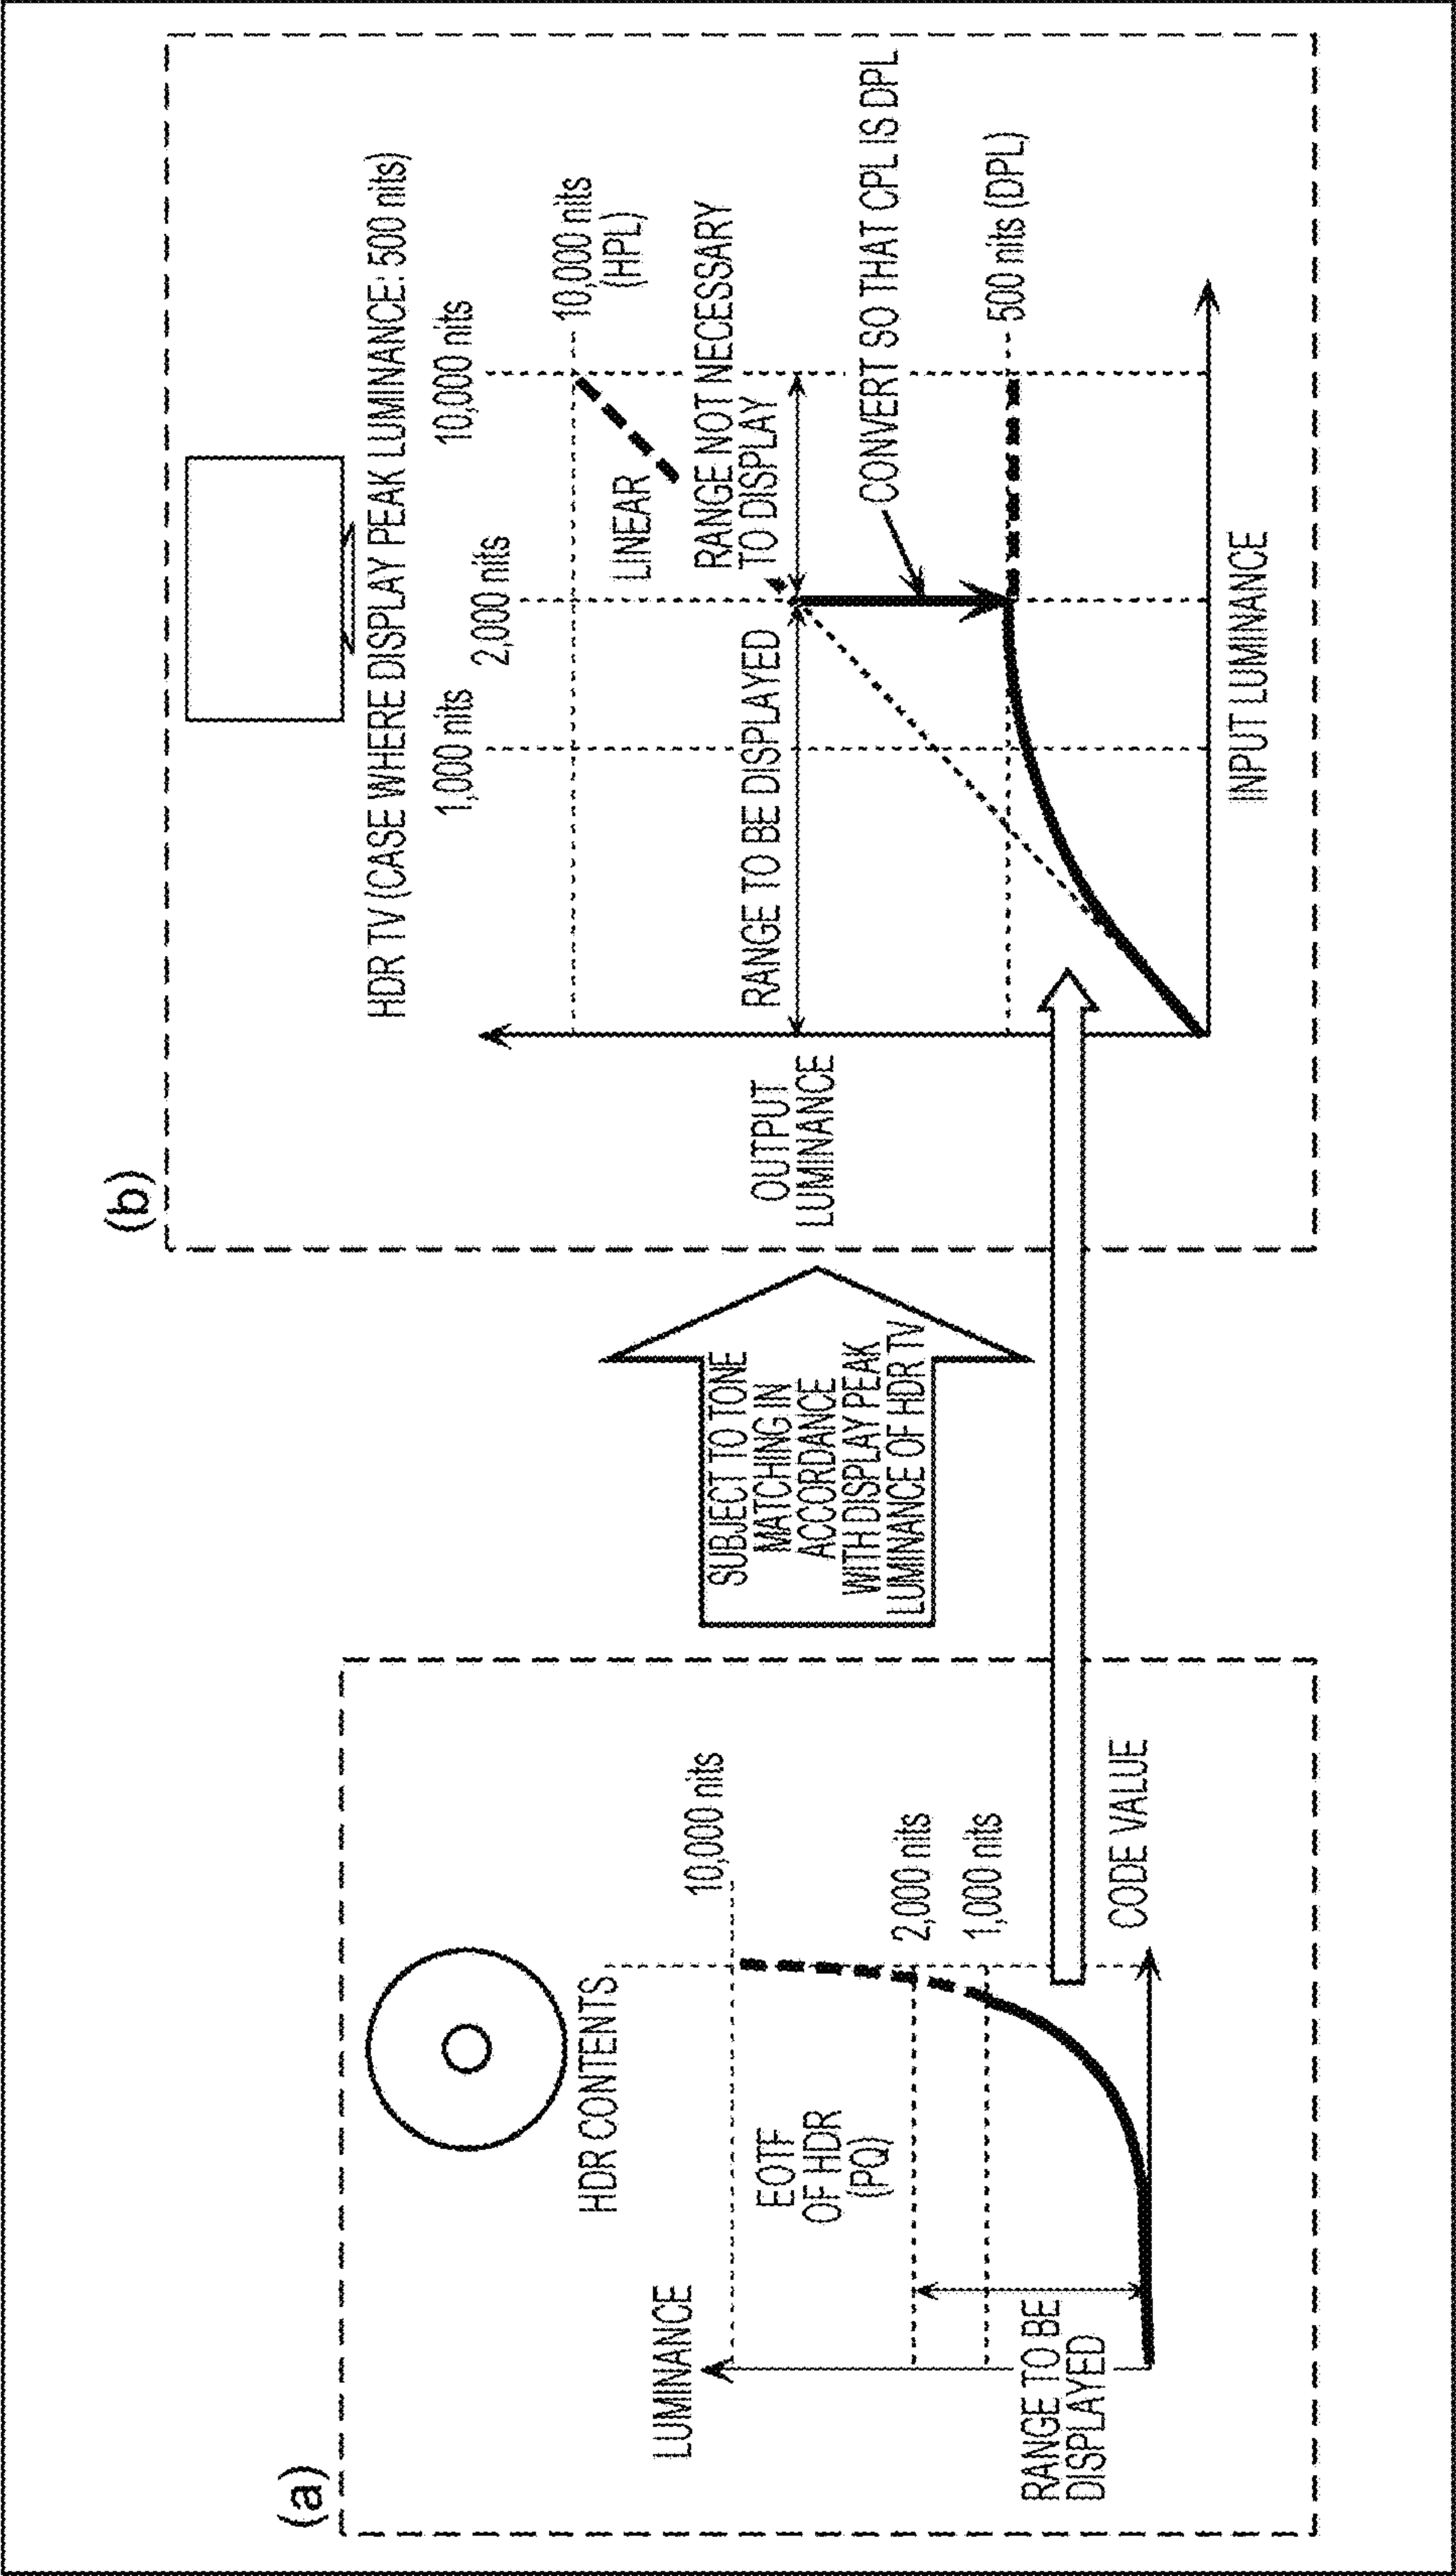 (a)
HDR CONTENTS
LUMINANCE
10,000 nits
EOTF
OF HDR
(PQ)
2,000 nits
1,000 nits
RANGE TO BE
DISPLAYED
CODE VALUE
SUBJECT TO TONE
MATCHING IN
ACCORDANCE
WITH DISPLAY PEAK
LUMINANCE OF HDR TV
(b)
HDR TV (CASE WHERE DISPLAY PEAK LUMINANCE: 500 nits)
1,000 nits
2,000 nits
10,000 nits
10,000 nits
(HPL)
LINEAR
RANGE NOT NECESSARY
TO DISPLAY
RANGE TO BE DISPLAYED
OUTPUT
LUMINANCE
CONVERT SO THAT CPL IS DPL
500 nits (DPL)
INPUT LUMINANCE